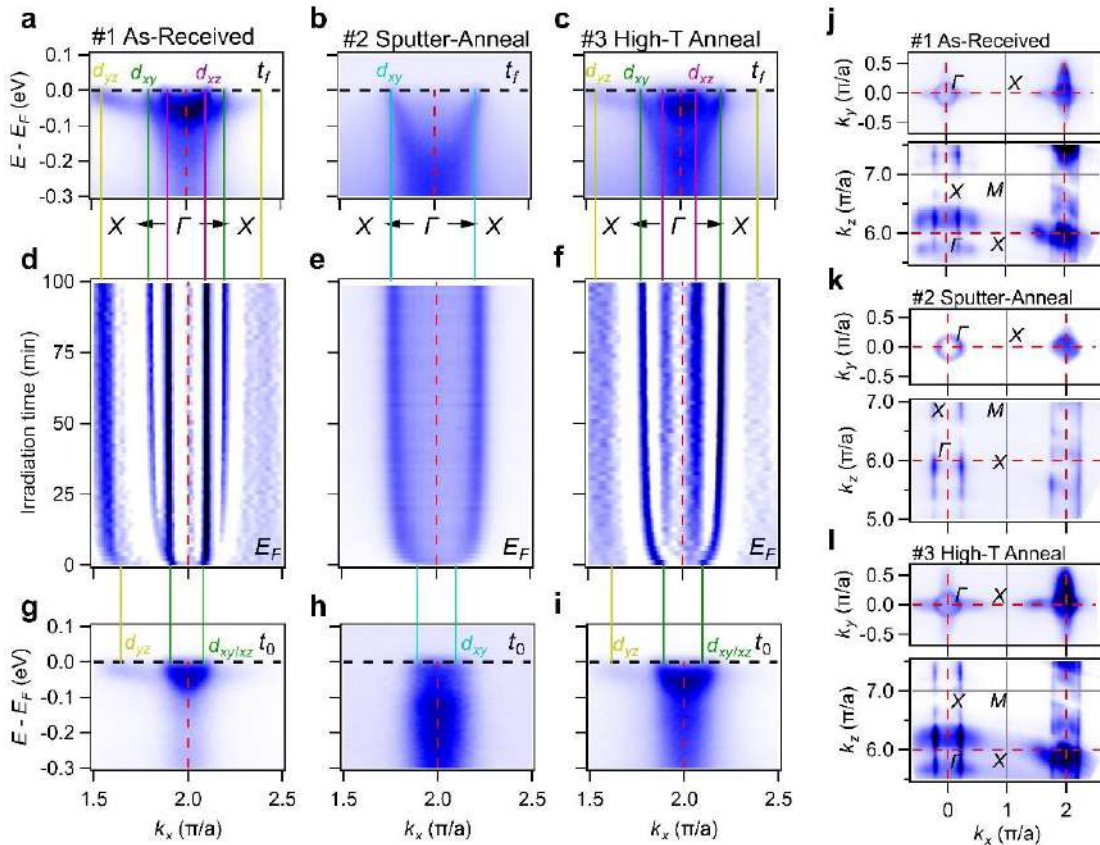 a b c
#1 As-Received #2 Sputter-Anneal #3 High-T Anneal
E - E_F (eV)
0.1
0.0
-0.1
-0.2
-0.3
d_yz d_xy d_xz t_f
d_xy t_f
d_yz d_xy d_xz t_f
X Γ X
X Γ X
X Γ X
d e f
Irradiation time (min)
100
75
50
25
0
E_F
E_F
E_F
g h i
E - E_F (eV)
0.1
0.0
-0.1
-0.2
-0.3
d_yz d_xy/xz t_0
d_xy t_0
d_yz d_xy/xz t_0
1.5 2.0 2.5
1.5 2.0 2.5
1.5 2.0 2.5
k_x (π/a)
k_x (π/a)
k_x (π/a)
j
#1 As-Received
k_y (π/a)
0.5
0.0
-0.5
Γ X
k_z (π/a)
7.0
6.0
X M
Γ X
k
#2 Sputter-Anneal
k_y (π/a)
0.5
0.0
-0.5
Γ X
k_z (π/a)
7.0
6.0
5.0
X M
Γ X
l
#3 High-T Anneal
k_y (π/a)
0.5
0.0
-0.5
Γ X
k_z (π/a)
7.0
6.0
X M
Γ X
0 1 2
k_x (π/a)